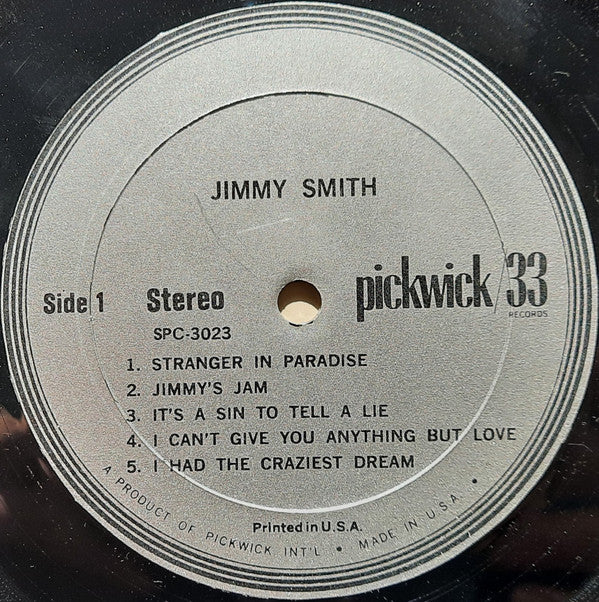 JIMMY SMITH
Side 1 Stereo pickwick 33
RECORDS
SPC-3023
1. STRANGER IN PARADISE
2. JIMMY'S JAM
3. IT'S A SIN TO TELL A LIE
4. I CAN'T GIVE YOU ANYTHING BUT LOVE
5. I HAD THE CRAZIEST DREAM
Printed in U.S.A.
A PRODUCT OF PICKWICK INT'L • MADE IN U.S.A. •